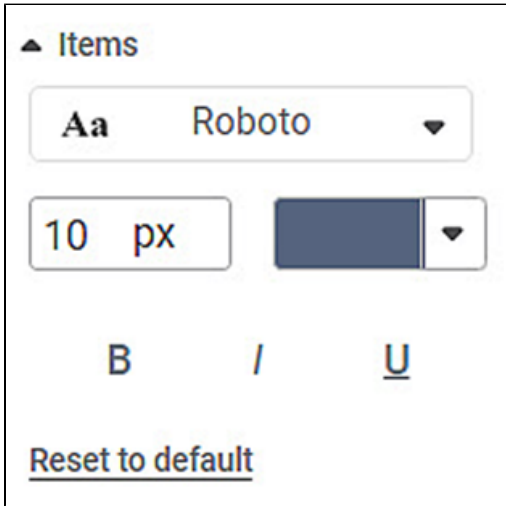 Items
Aa Roboto
10 px
B I U
Reset to default